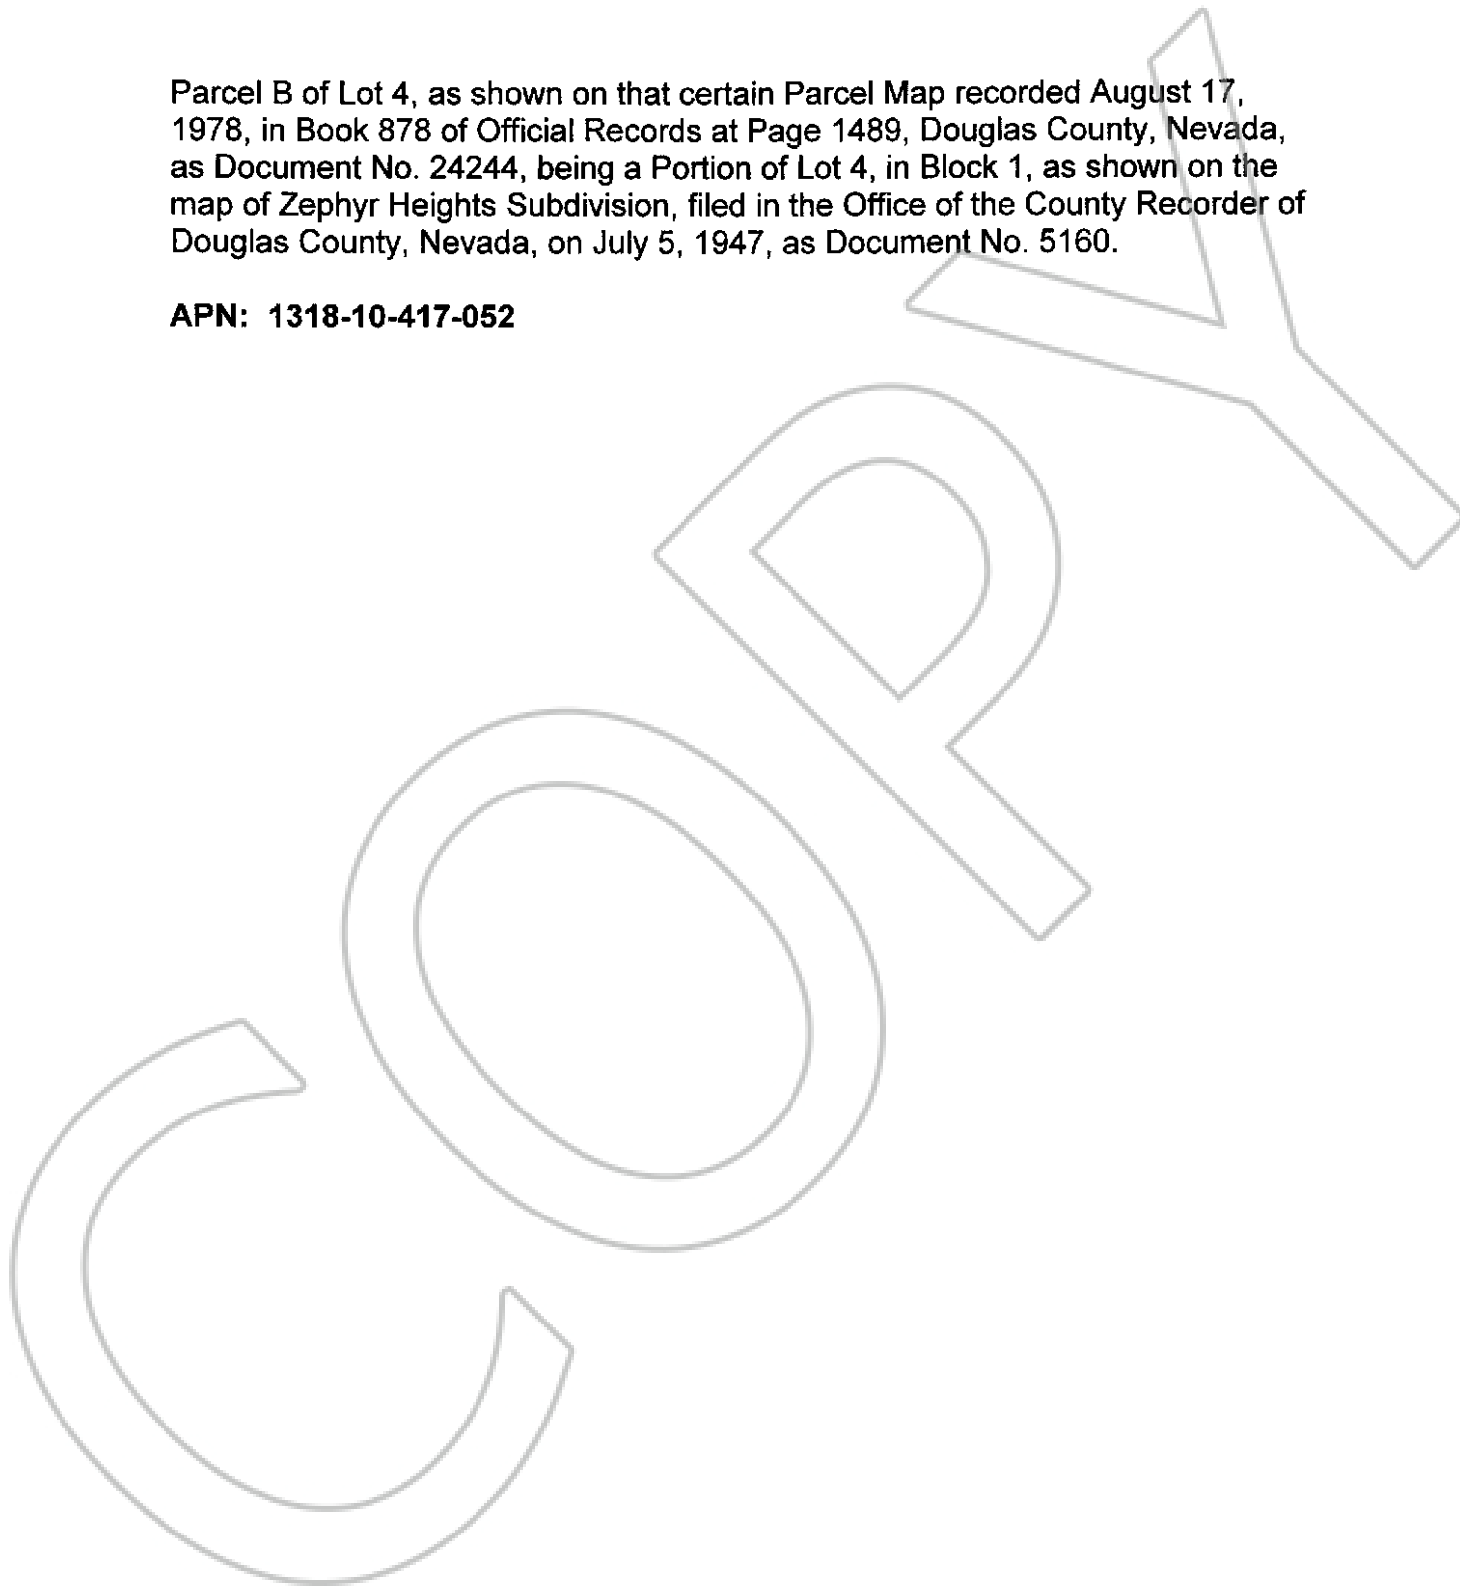 Parcel B of Lot 4, as shown on that certain Parcel Map recorded August 17,
1978, in Book 878 of Official Records at Page 1489, Douglas County, Nevada,
as Document No. 24244, being a Portion of Lot 4, in Block 1, as shown on the
map of Zephyr Heights Subdivision, filed in the Office of the County Recorder of
Douglas County, Nevada, on July 5, 1947, as Document No. 5160.
APN: 1318-10-417-052
COPY